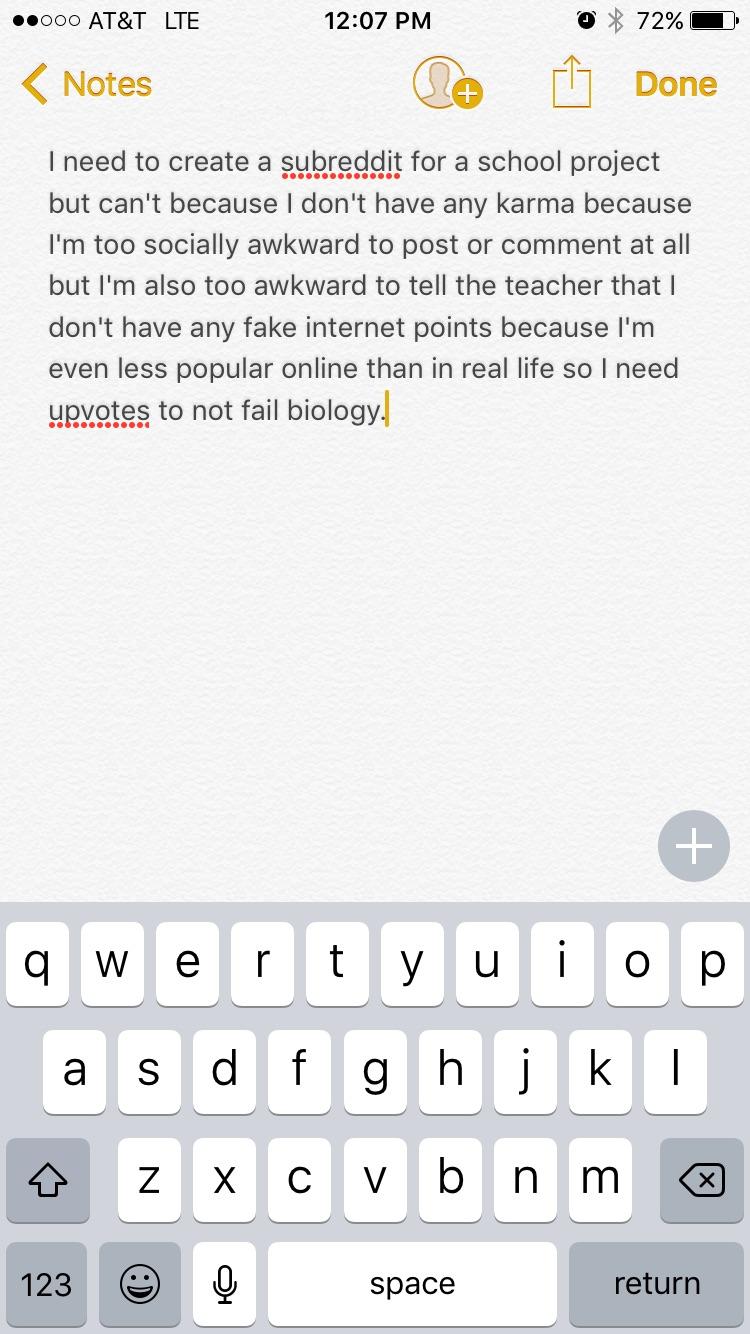 AT&T LTE 12:07 PM 72%
Notes Done
I need to create a subreddit for a school project
but can't because I don't have any karma because
I'm too socially awkward to post or comment at all
but I'm also too awkward to tell the teacher that I
don't have any fake internet points because I'm
even less popular online than in real life so I need
upvotes to not fail biology.
q w e r t y u i o p
a s d f g h j k l
z x c v b n m
123 space return